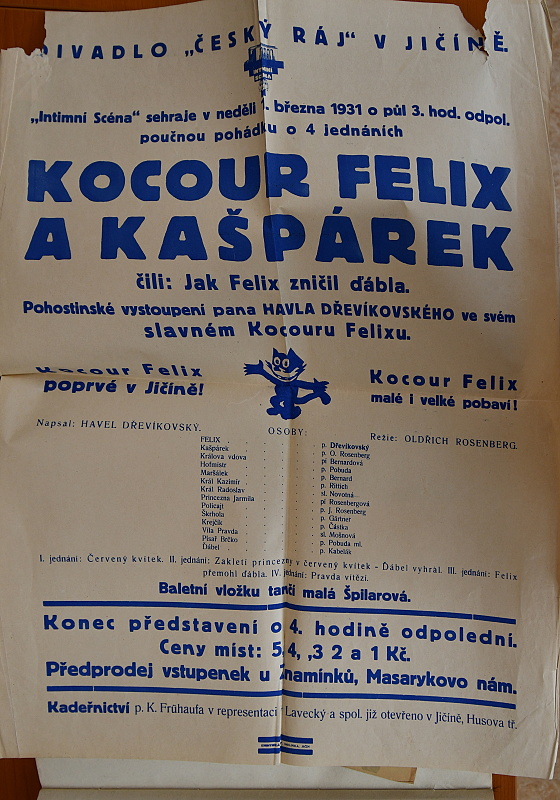 DIVADLO „ČESKÝ RÁJ“ V JIČÍNĚ.
INTIMNÍ
SCÉNA
„Intimní Scéna“ sehraje v neděli 1. března 1931 o půl 3. hod. odpol.
poučnou pohádku o 4 jednáních
KOCOUR FELIX
A KAŠPÁREK
čili: Jak Felix zničil ďábla.
Pohostinské vystoupení pana HAVLA DŘEVÍKOVSKÉHO ve svém
slavném Kocouru Felixu.
Kocour Felix
poprvé v Jičíně!
Kocour Felix
malé i velké pobaví!
Napsal: HAVEL DŘEVÍKOVSKÝ.
OSOBY:
Režie: OLDŘICH ROSENBERG.
FELIX . . . . p. Dřevíkovský
Kašpárek . . . . p. O. Rosenberg
Králova vdova . . . . pí Bernardová
Hofmistr . . . . p. Pobuda
Maršálek . . . . p. Bernard
Král Kazimír . . . . p. Rittich
Král Radoslav . . . . sl. Novotná
Princezna Jarmila . . . . pí Rosenbergová
Policajt . . . . p. J. Rosenberg
Škrhola . . . . p. Gärtner
Krejčík . . . . p. Částka
Víla Pravda . . . . sl. Mošnová
Písař Brčko . . . . p. Pobuda ml.
Ďábel . . . . p. Kabelák
I. jednání: Červený kvítek. II. jednání: Zakletí princezny v červený kvítek - Ďábel vyhrál. III. jednání: Felix
přemohl ďábla. IV. jednání: Pravda vítězí.
Baletní vložku tančí malá Špilarová.
Konec představení o 4. hodině odpolední.
Ceny míst: 5, 4, ,3 2 a 1 Kč.
Předprodej vstupenek u Znamínků, Masarykovo nám.
Kadeřnictví p. K. Frühaufa v representaci Lavecký a spol. již otevřeno v Jičíně, Husova tř.